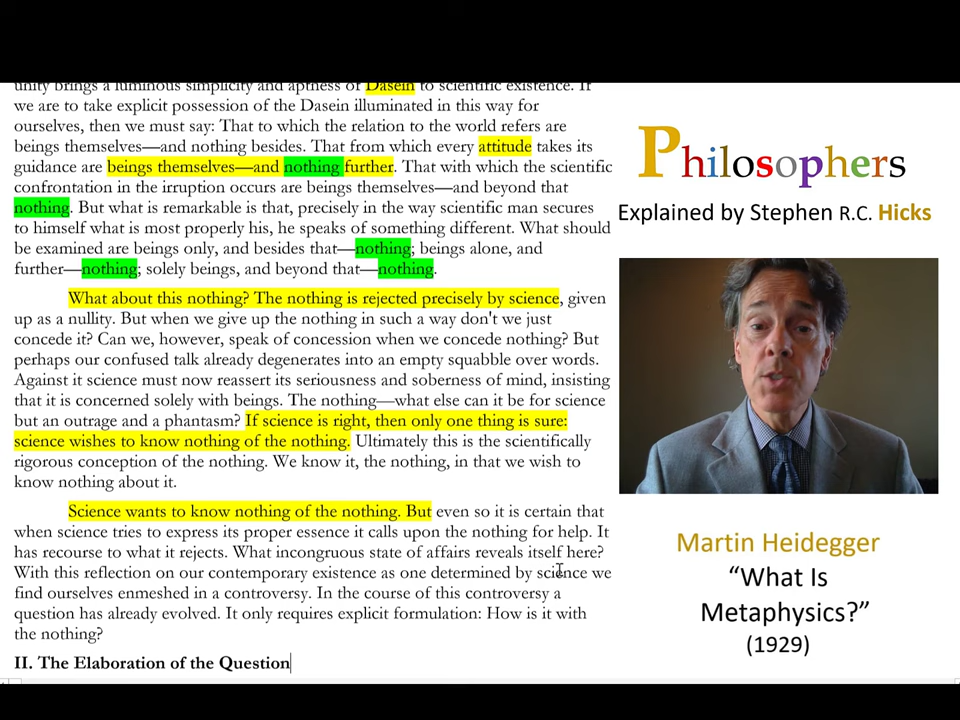 unity brings a luminous simplicity and aptness of Dasein to scientific existence. If
we are to take explicit possession of the Dasein illuminated in this way for
ourselves, then we must say: That to which the relation to the world refers are
beings themselves—and nothing besides. That from which every attitude takes its
guidance are beings themselves—and nothing further. That with which the scientific
confrontation in the irruption occurs are beings themselves—and beyond that
nothing. But what is remarkable is that, precisely in the way scientific man secures
to himself what is most properly his, he speaks of something different. What should
be examined are beings only, and besides that—nothing; beings alone, and
further—nothing; solely beings, and beyond that—nothing.
What about this nothing? The nothing is rejected precisely by science, given
up as a nullity. But when we give up the nothing in such a way don't we just
concede it? Can we, however, speak of concession when we concede nothing? But
perhaps our confused talk already degenerates into an empty squabble over words.
Against it science must now reassert its seriousness and soberness of mind, insisting
that it is concerned solely with beings. The nothing—what else can it be for science
but an outrage and a phantasm? If science is right, then only one thing is sure:
science wishes to know nothing of the nothing. Ultimately this is the scientifically
rigorous conception of the nothing. We know it, the nothing, in that we wish to
know nothing about it.
Science wants to know nothing of the nothing. But even so it is certain that
when science tries to express its proper essence it calls upon the nothing for help. It
has recourse to what it rejects. What incongruous state of affairs reveals itself here?
With this reflection on our contemporary existence as one determined by science we
find ourselves enmeshed in a controversy. In the course of this controversy a
question has already evolved. It only requires explicit formulation: How is it with
the nothing?
II. The Elaboration of the Question
Philosophers
Explained by Stephen R.C. Hicks
Martin Heidegger
“What Is
Metaphysics?”
(1929)